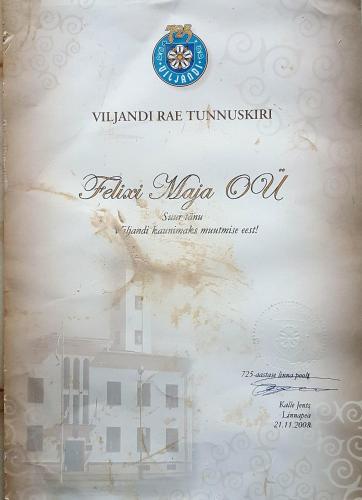 725
VILJANDI
VILJANDI RAE TUNNUSKIRI
Felixi Maja OÜ
Suur tänu
Viljandi kaunimaks muutmise eest!
725-aastase linna poolt
Kalle Jents
Linnapea
21.11.2008.